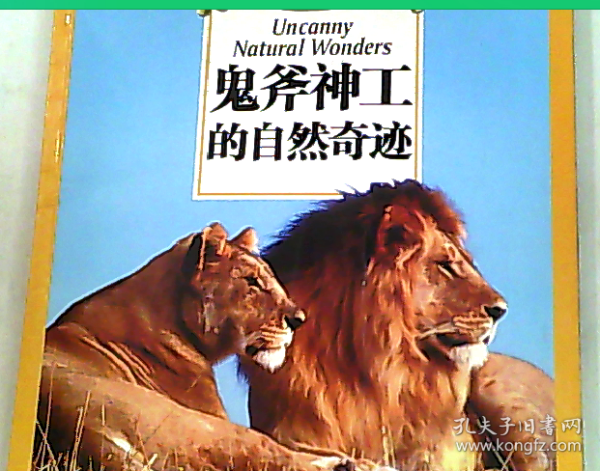 Uncanny
Natural Wonders
鬼斧神工
的自然奇迹
孔夫子旧書网
www.kongfz.com